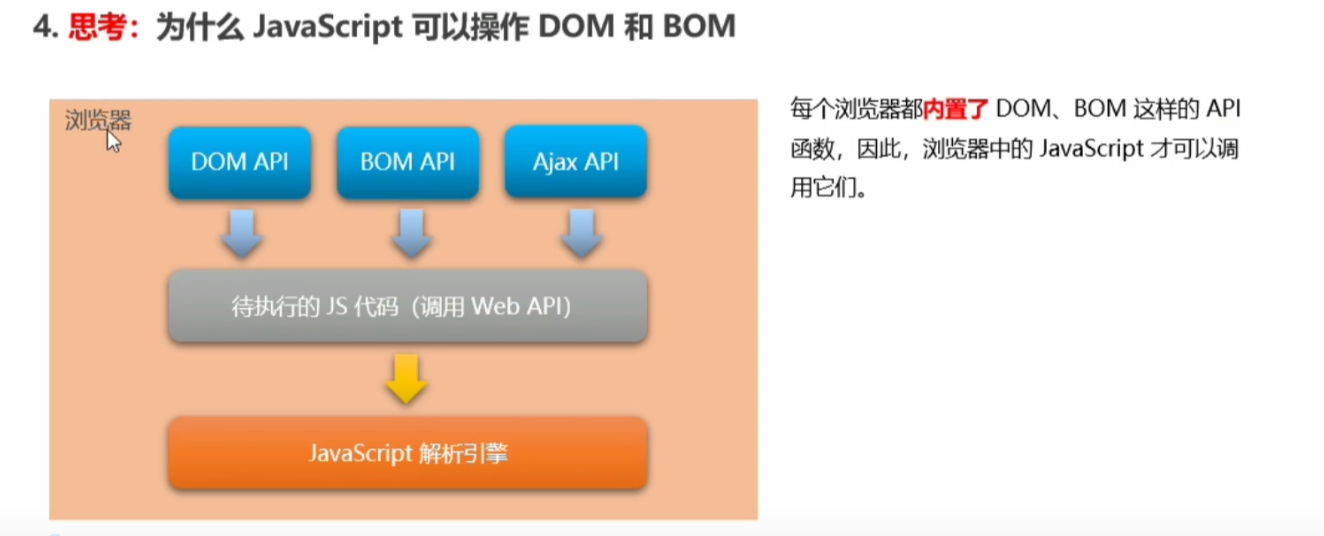 4. 思考：为什么 JavaScript 可以操作 DOM 和 BOM
浏览器
DOM API
BOM API
Ajax API
待执行的 JS 代码（调用 Web API）
JavaScript 解析引擎
每个浏览器都内置了 DOM、BOM 这样的 API
函数，因此，浏览器中的 JavaScript 才可以调
用它们。